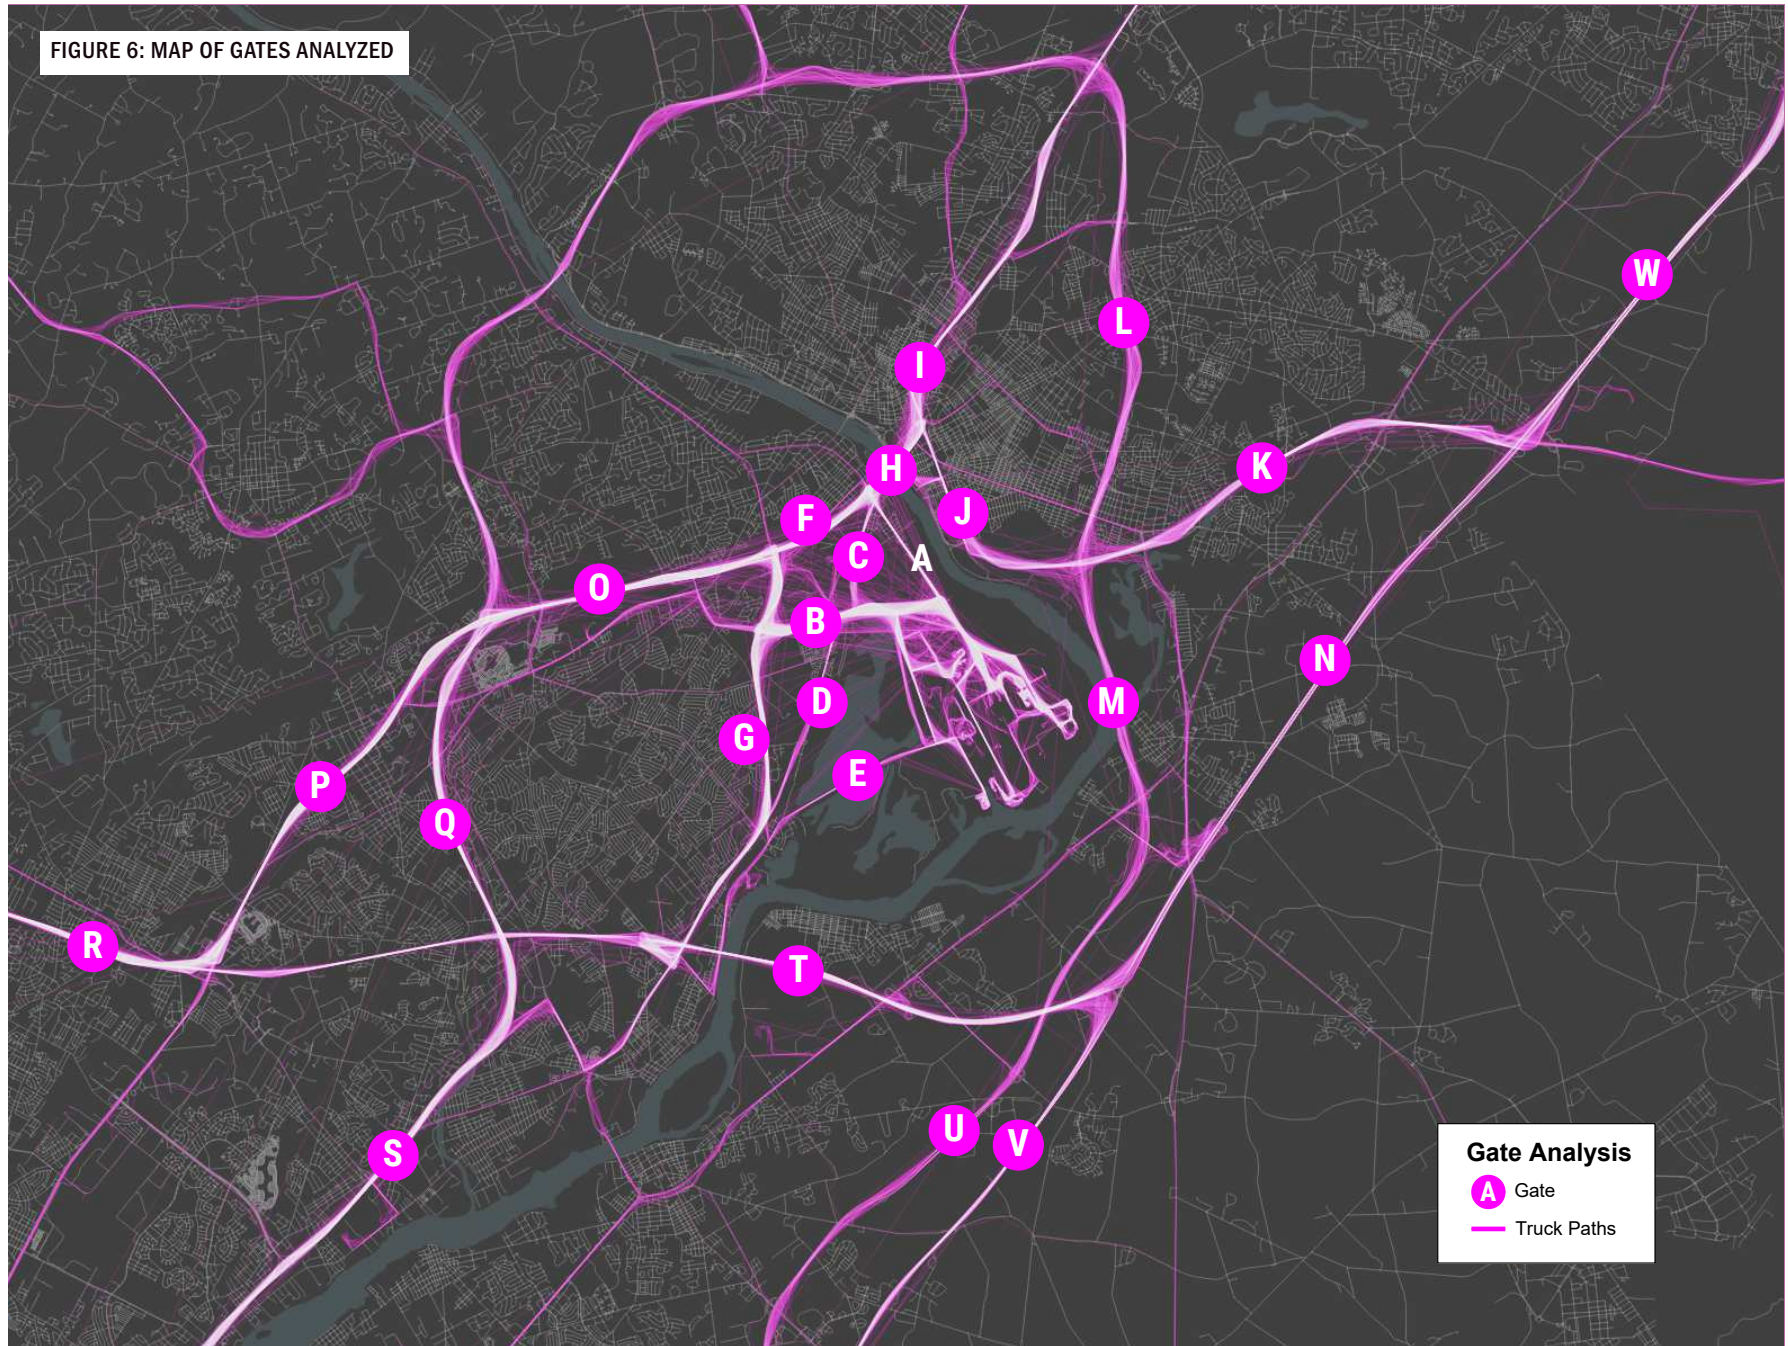 FIGURE 6: MAP OF GATES ANALYZED
W
L
I
H
K
F
J
C
A
O
B
N
D
M
G
E
P
Q
R
T
U
V
S
Gate Analysis
A Gate
Truck Paths